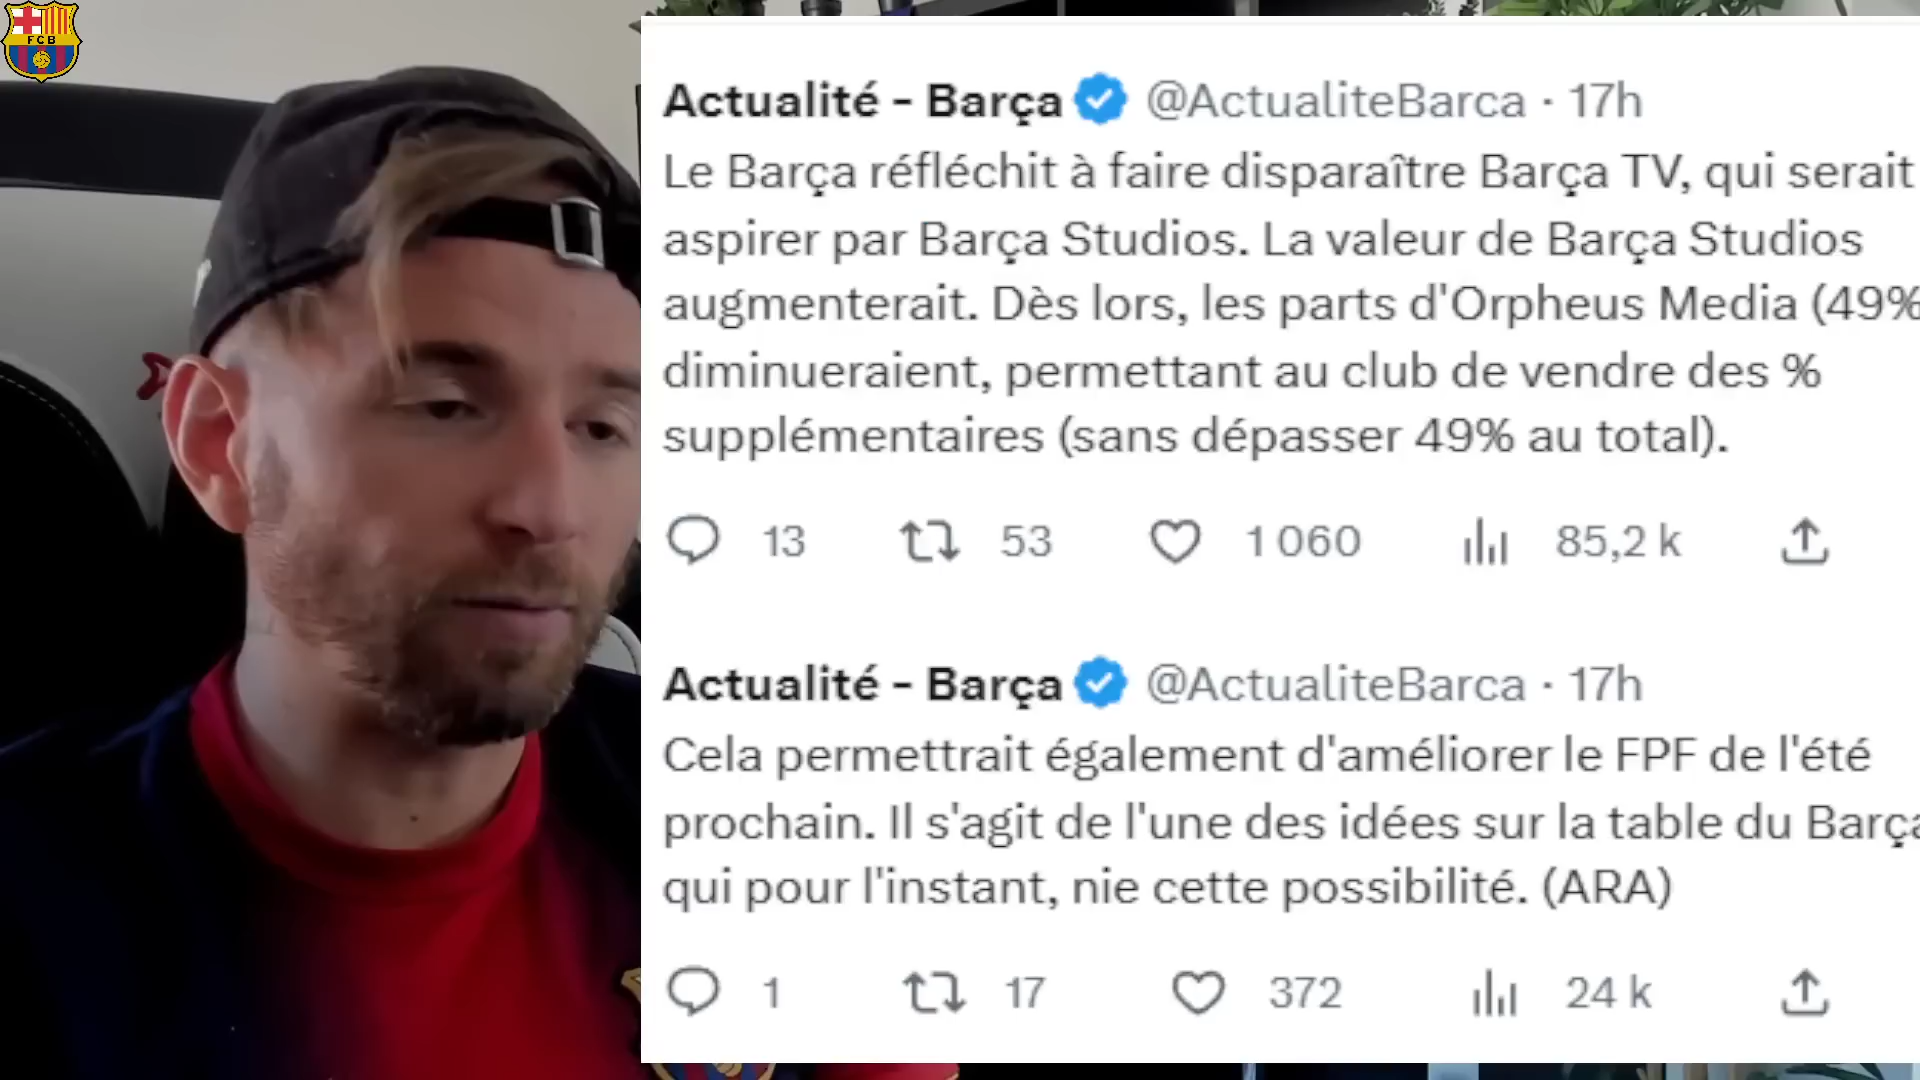 FCB
Actualité - Barça @ActualiteBarca · 17h
Le Barça réfléchit à faire disparaître Barça TV, qui serait
aspirer par Barça Studios. La valeur de Barça Studios
augmenterait. Dès lors, les parts d'Orpheus Media (49%
diminueraient, permettant au club de vendre des %
supplémentaires (sans dépasser 49% au total).
13 53 1 060 85,2 k
Actualité - Barça @ActualiteBarca · 17h
Cela permettrait également d'améliorer le FPF de l'été
prochain. Il s'agit de l'une des idées sur la table du Barça
qui pour l'instant, nie cette possibilité. (ARA)
1 17 372 24 k